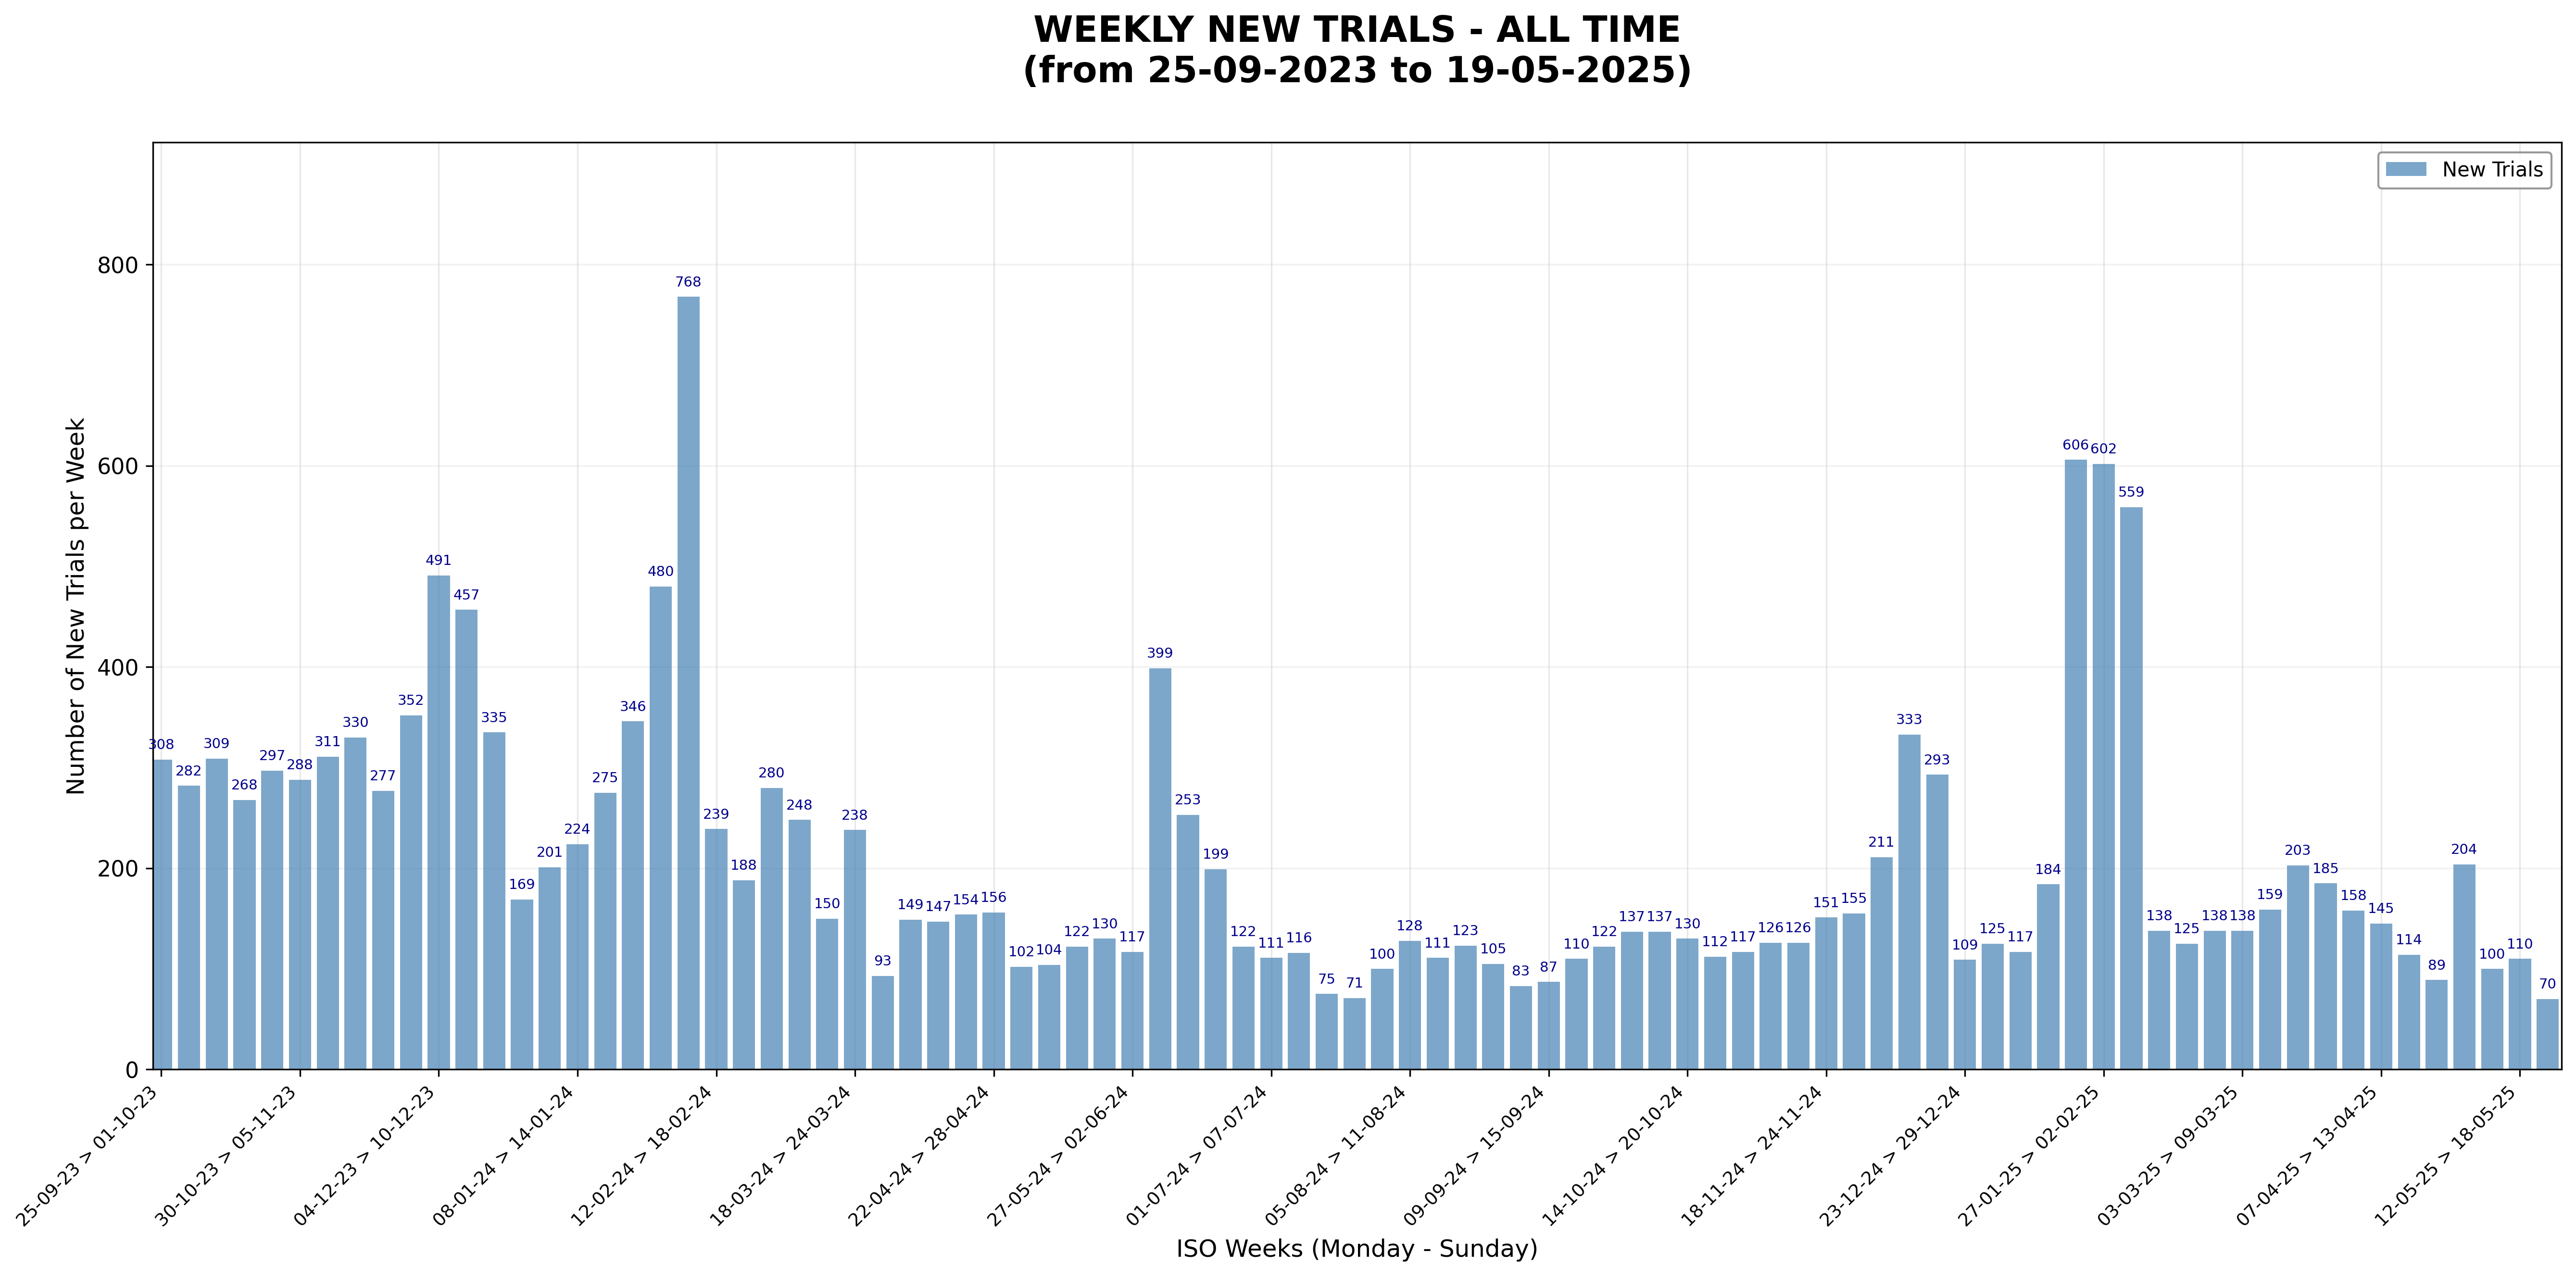 WEEKLY NEW TRIALS - ALL TIME
(from 25-09-2023 to 19-05-2025)
New Trials
Number of New Trials per Week
800
600
400
200
0
308 282 309 268 297 288 311 330 277 352 491 457 335 169 201 224 275 346 480 768 239 188 280 248 150 238 93 149 147 154 156 102 104 122 130 117 399 253 199 122 111 116 75 71 100 128 111 123 105 83 87 110 122 137 137 130 112 117 126 126 151 155 211 333 293 109 125 117 184 606 602 559 138 125 138 138 159 203 185 158 145 114 89 204 100 110 70
25-09-23 > 01-10-23
30-10-23 > 05-11-23
04-12-23 > 10-12-23
08-01-24 > 14-01-24
12-02-24 > 18-02-24
18-03-24 > 24-03-24
22-04-24 > 28-04-24
27-05-24 > 02-06-24
01-07-24 > 07-07-24
05-08-24 > 11-08-24
09-09-24 > 15-09-24
14-10-24 > 20-10-24
18-11-24 > 24-11-24
23-12-24 > 29-12-24
27-01-25 > 02-02-25
03-03-25 > 09-03-25
07-04-25 > 13-04-25
12-05-25 > 18-05-25
ISO Weeks (Monday - Sunday)